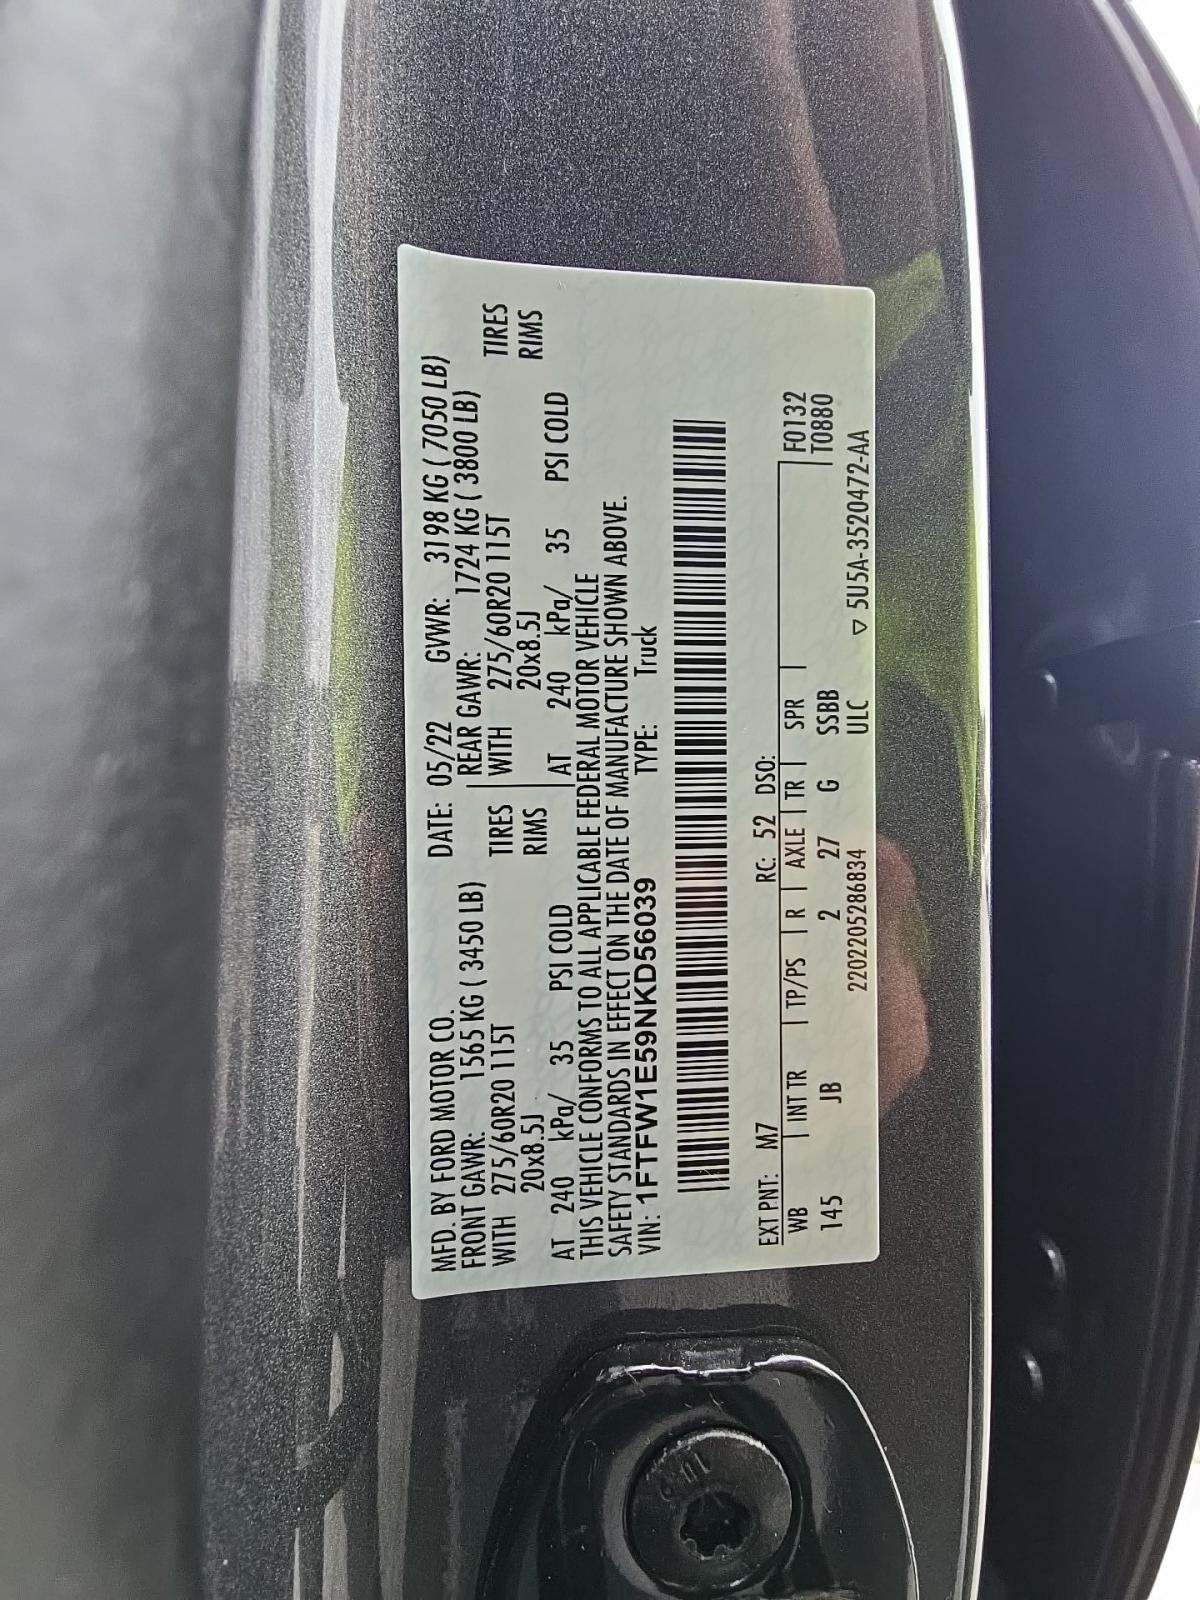 MFD. BY FORD MOTOR CO. DATE: 05/22 GVWR: 3198 KG ( 7050 LB)
FRONT GAWR: 1565 KG ( 3450 LB) REAR GAWR: 1724 KG ( 3800 LB)
WITH 275/60R20 115T TIRES WITH 275/60R20 115T TIRES
20x8.5J RIMS 20x8.5J RIMS
AT 240 kPa/ 35 PSI COLD AT 240 kPa/ 35 PSI COLD
THIS VEHICLE CONFORMS TO ALL APPLICABLE FEDERAL MOTOR VEHICLE
SAFETY STANDARDS IN EFFECT ON THE DATE OF MANUFACTURE SHOWN ABOVE.
VIN: 1FTFW1E59NKD56039 TYPE: Truck
EXT PNT: M7 RC: 52 DSO:
WB INT TR TP/PS R AXLE TR SPR F0132
145 JB 2 27 G SSBB T0880
2202205286834 ULC ▽ 5U5A-3520472-AA